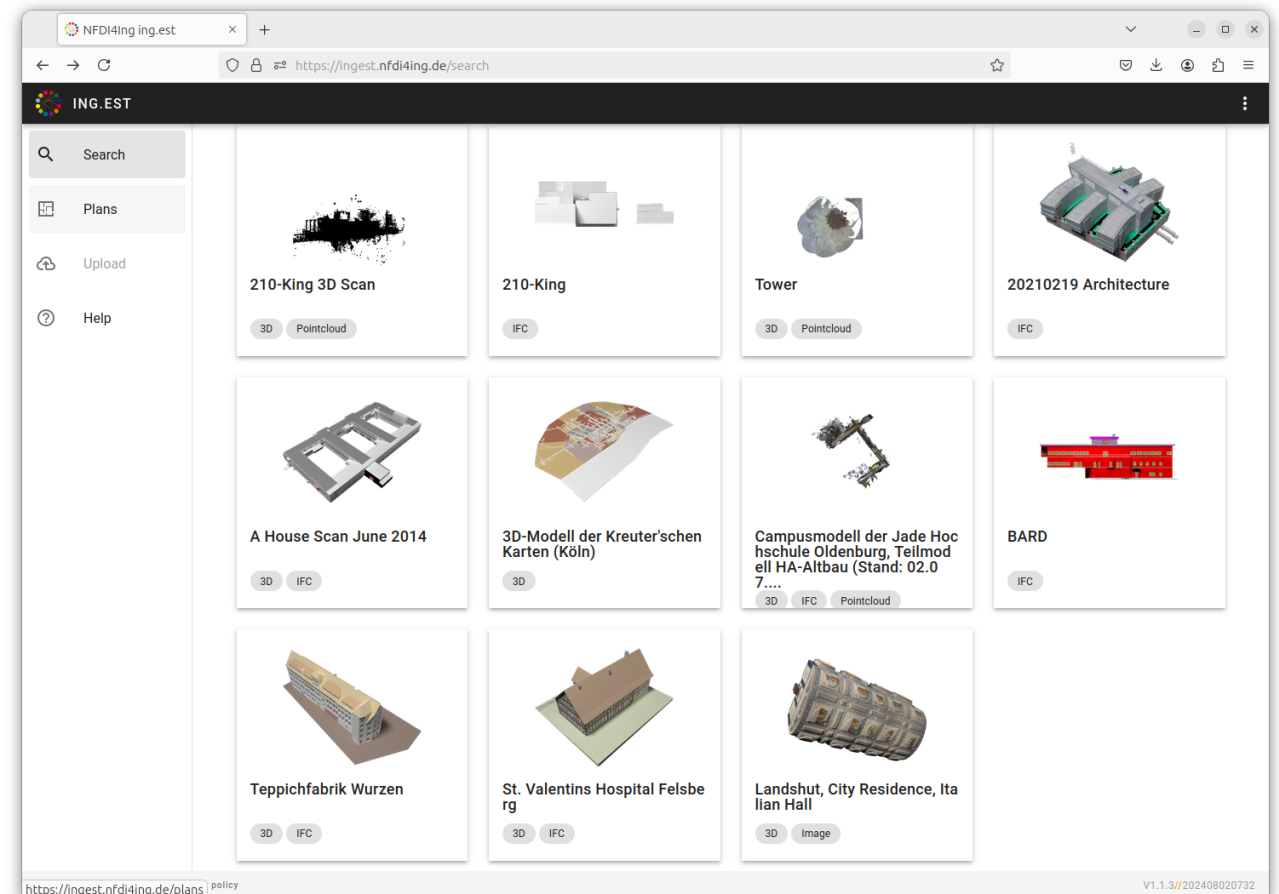 NFDI4Ing ing.est
https://ingest.nfdi4ing.de/search
ING.EST
Search
Plans
Upload
Help
210-King 3D Scan
3D Pointcloud
210-King
IFC
Tower
3D Pointcloud
20210219 Architecture
IFC
A House Scan June 2014
3D IFC
3D-Modell der Kreuter'schen
Karten (Köln)
3D
Campusmodell der Jade Hoc
hschule Oldenburg, Teilmod
ell HA-Altbau (Stand: 02.0
7....
3D IFC Pointcloud
BARD
IFC
Teppichfabrik Wurzen
3D IFC
St. Valentins Hospital Felsbe
rg
3D IFC
Landshut, City Residence, Ita
lian Hall
3D Image
https://ingest.nfdi4ing.de/plans policy
V1.1.3//202408020732